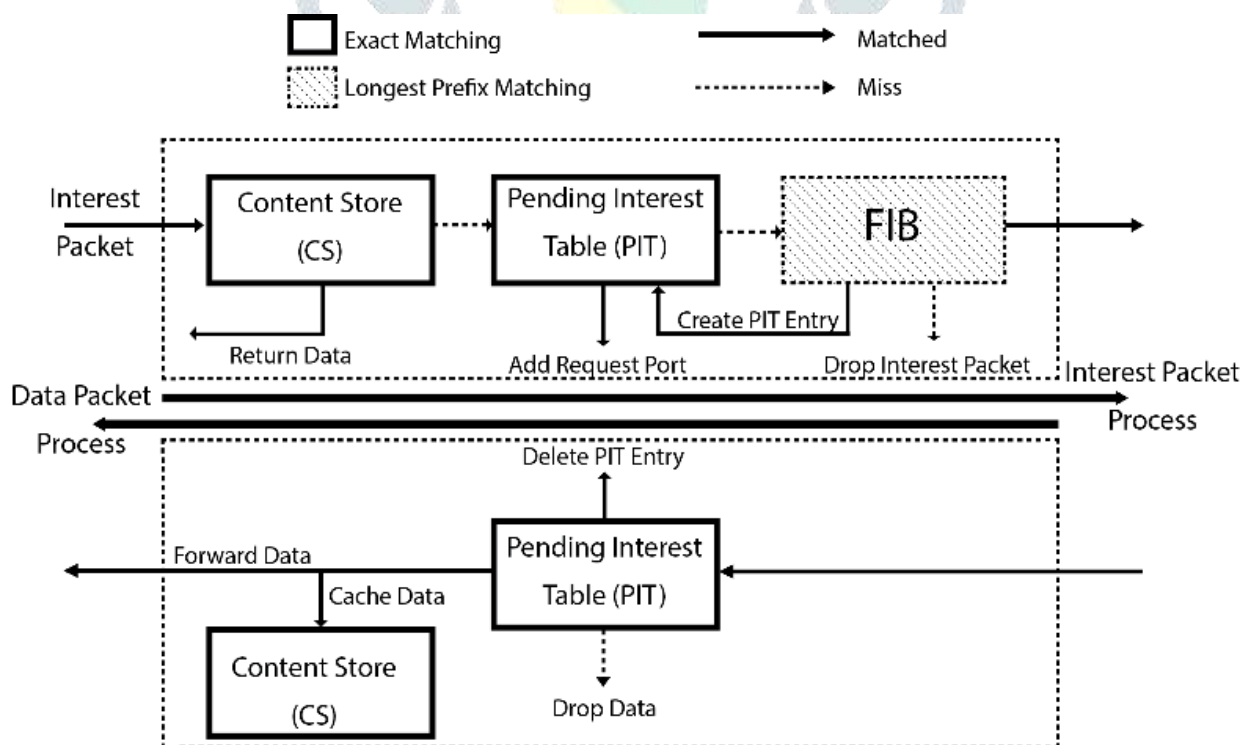 Exact Matching
Matched
Longest Prefix Matching
Miss
Interest
Packet
Content Store
(CS)
Pending Interest
Table (PIT)
FIB
Create PIT Entry
Return Data
Add Request Port
Drop Interest Packet
Interest Packet
Process
Data Packet
Process
Delete PIT Entry
Pending Interest
Table (PIT)
Forward Data
Cache Data
Content Store
(CS)
Drop Data